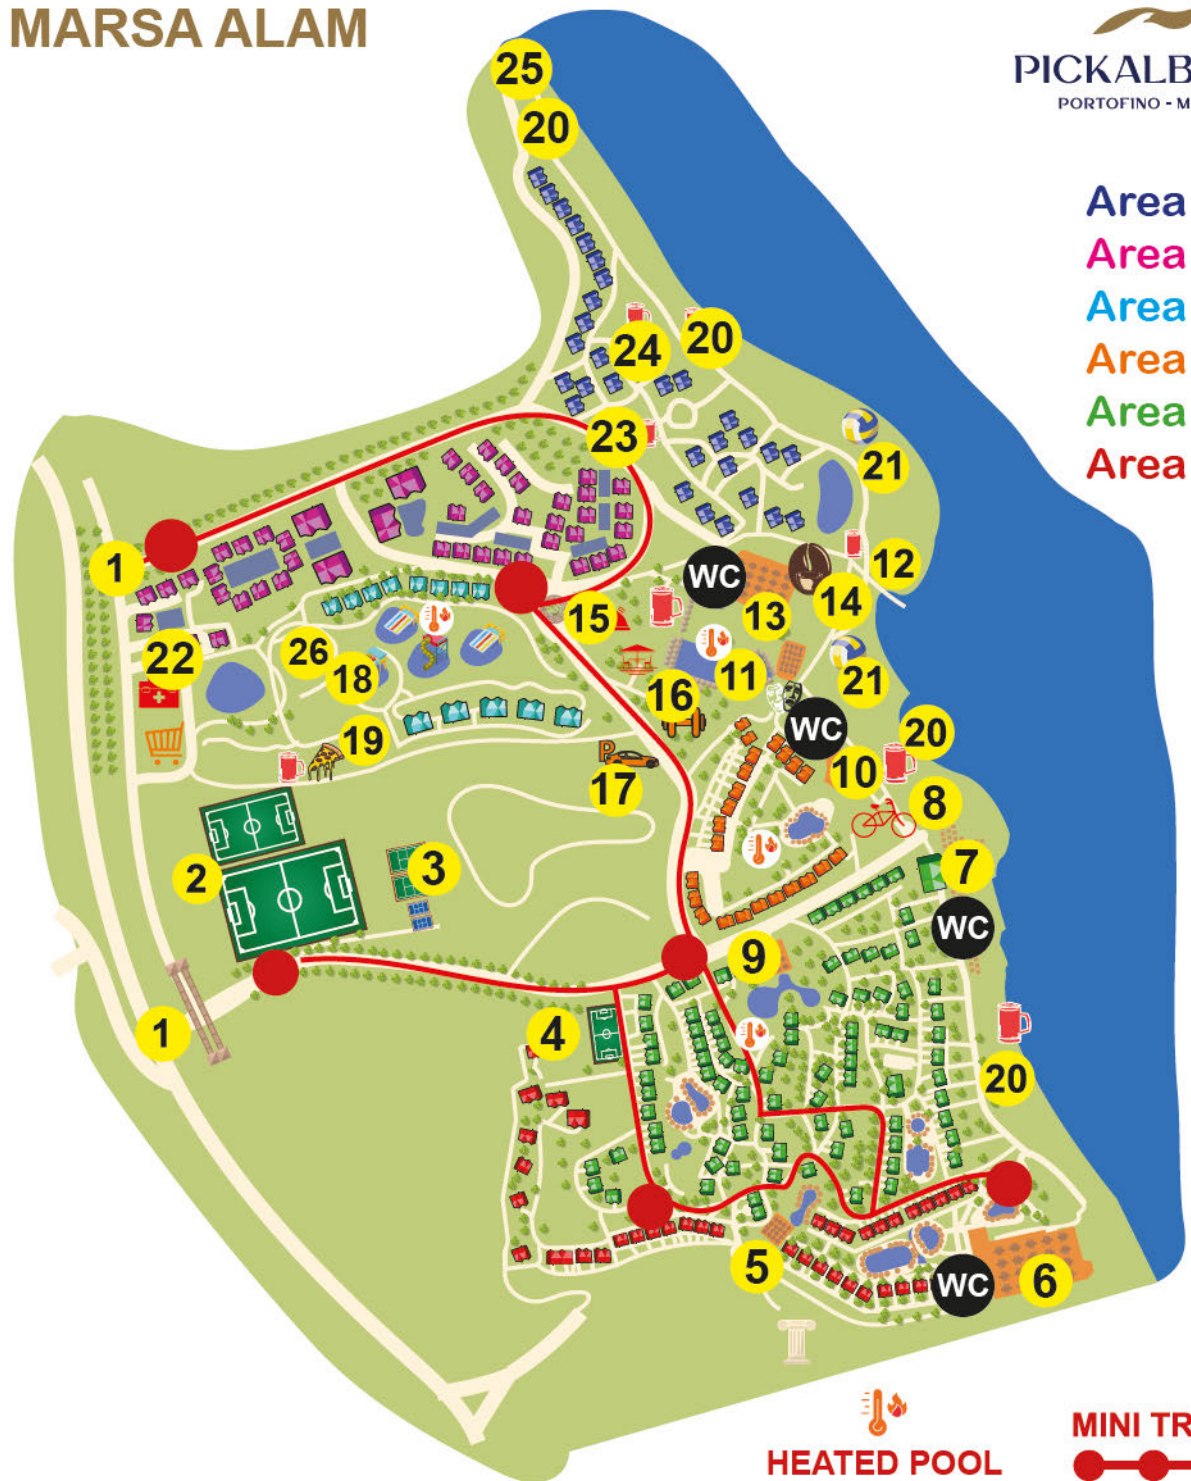 MARSA ALAM
PICKALB
PORTOFINO - M
Area
Area
Area
Area
Area
Area
25
20
24
20
23
21
1
WC
12
15
13
14
22
26
18
16
11
21
19
WC
20
17
10
8
2
3
7
WC
9
1
4
20
5
WC
6
P
HEATED POOL
MINI TR